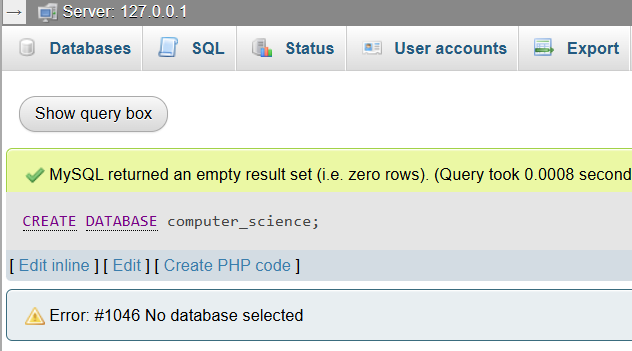 → Server: 127.0.0.1
Databases SQL Status User accounts Export
Show query box
MySQL returned an empty result set (i.e. zero rows). (Query took 0.0008 second
CREATE DATABASE computer_science;
[ Edit inline ] [ Edit ] [ Create PHP code ]
Error: #1046 No database selected